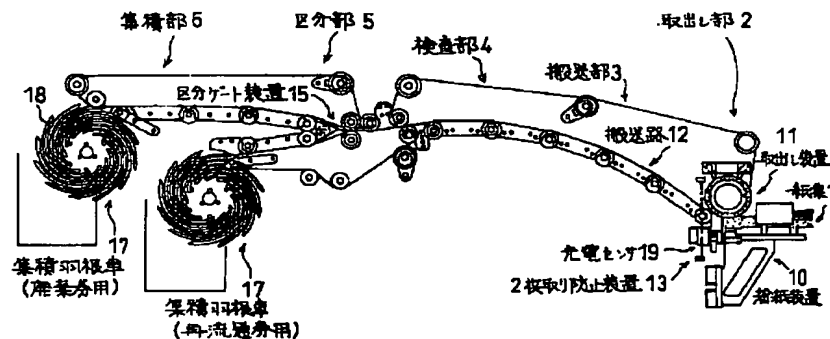 集積部6
区分部5
取出し部2
検査部4
搬送部3
区分ゲート装置15
18
搬送路12
11
取出し装置
17
17
光電センサ19
10
集積羽根車
2枚取り防止装置13
給紙装置
(廃棄券用)
集積羽根車
(再流通券用)